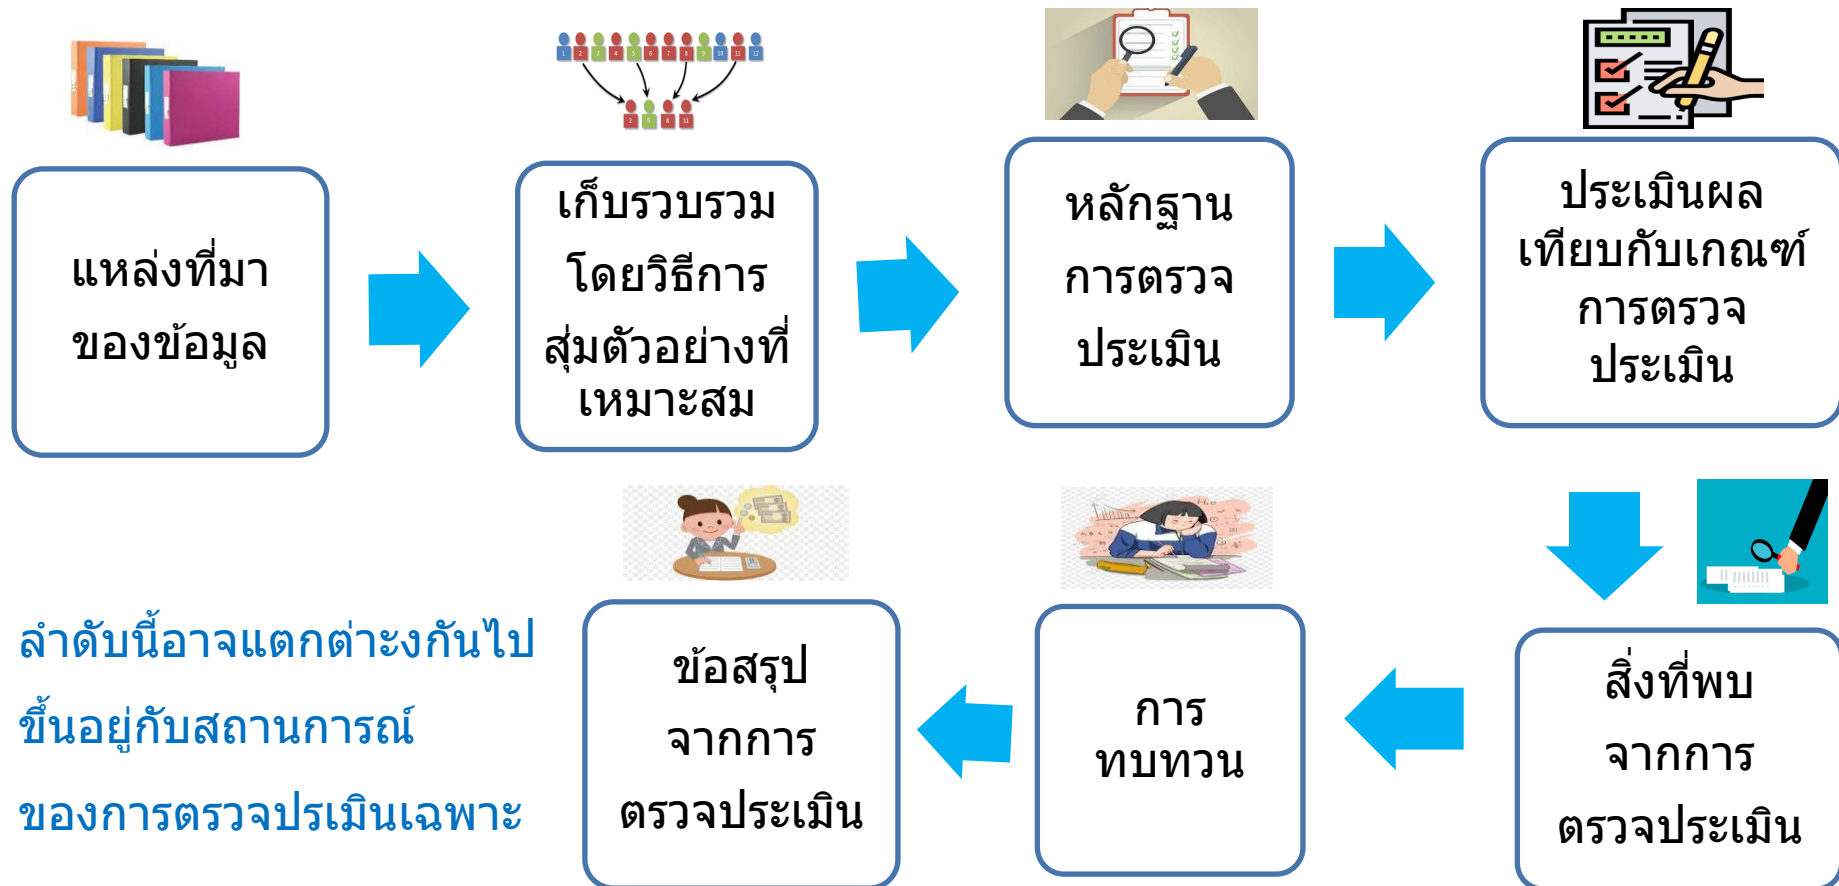 แหล่งที่มา
ของข้อมูล
เก็บรวบรวม
โดยวิธีการ
สุ่มตัวอย่างที่
เหมาะสม
หลักฐาน
การตรวจ
ประเมิน
ประเมินผล
เทียบกับเกณฑ์
การตรวจ
ประเมิน
สิ่งที่พบ
จากการ
ตรวจประเมิน
การ
ทบทวน
ข้อสรุป
จากการ
ตรวจประเมิน
ลำดับนี้อาจแตกต่าะงกันไป
ขึ้นอยู่กับสถานการณ์
ของการตรวจปรเมินเฉพาะ